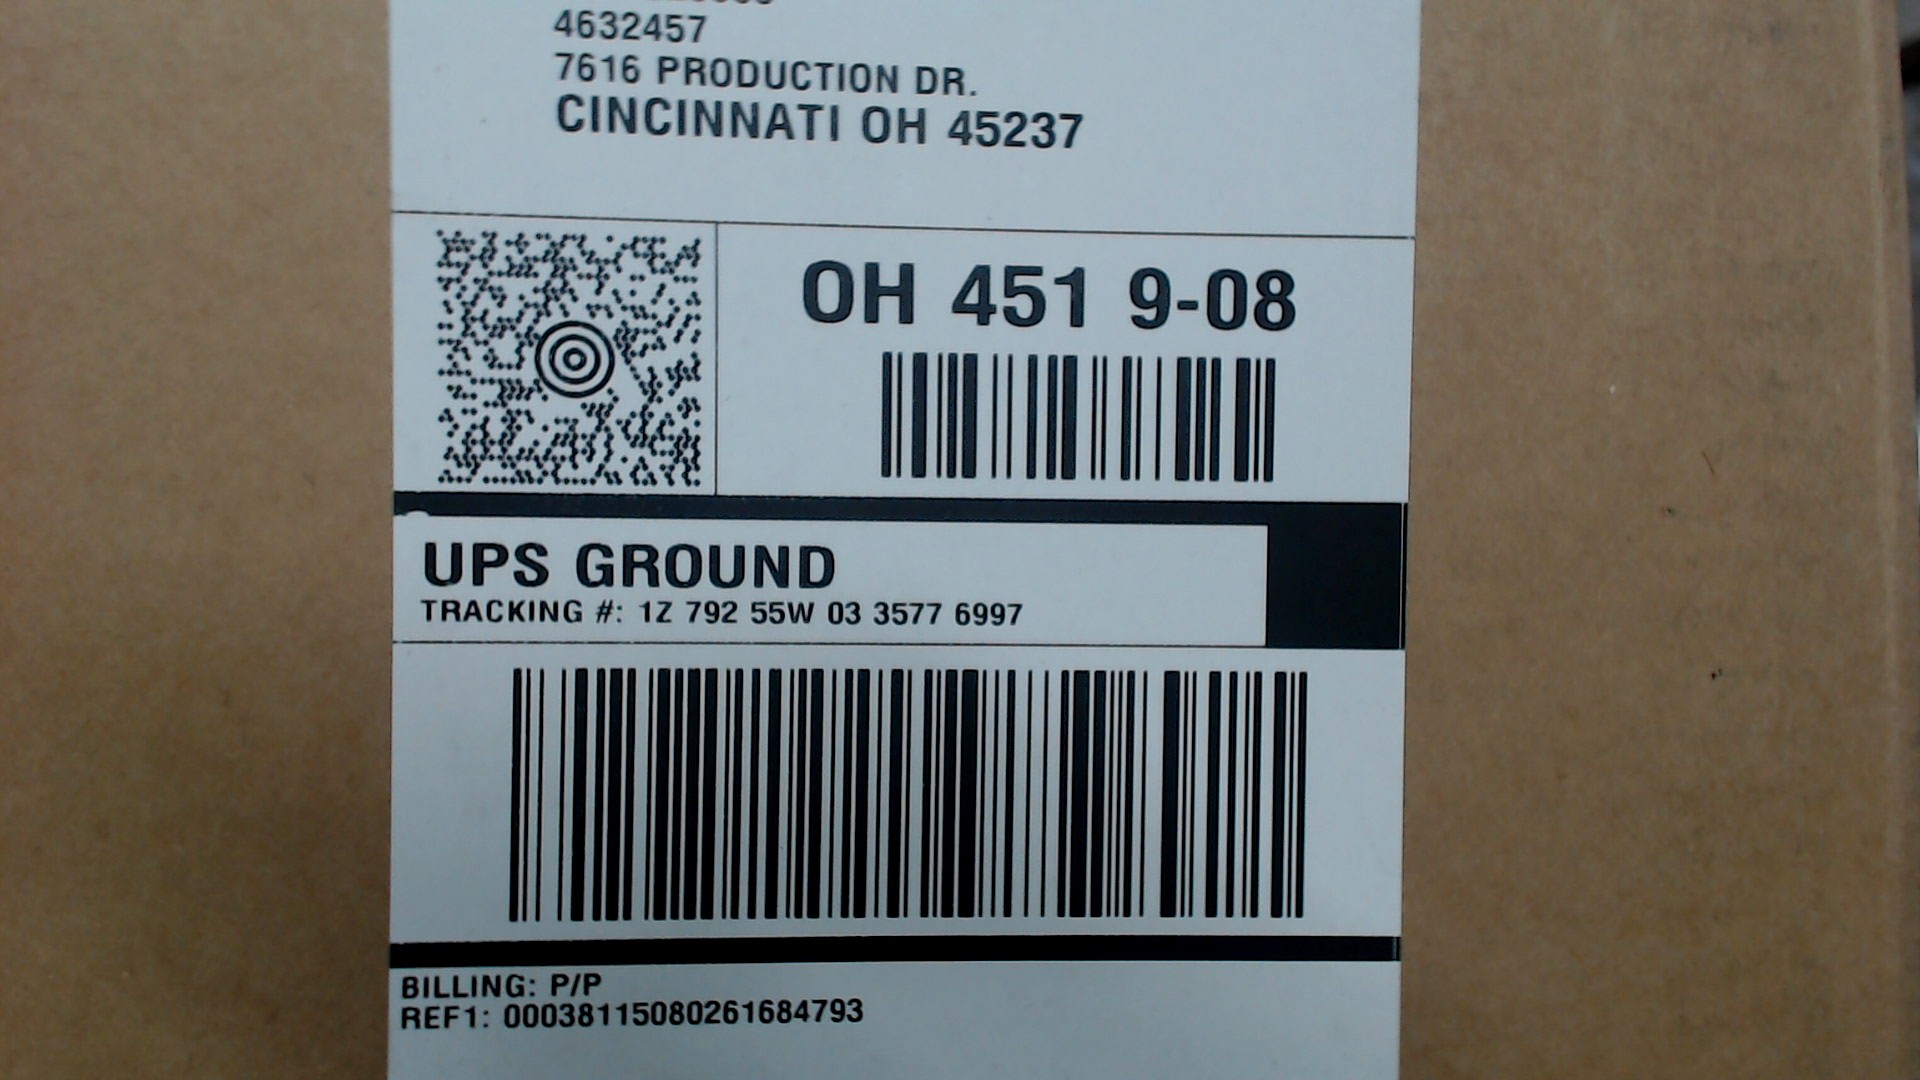 4632457
7616 PRODUCTION DR.
CINCINNATI OH 45237
OH 451 9-08
UPS GROUND
TRACKING #: 1Z 792 55W 03 3577 6997
BILLING: P/P
REF1: 00038115080261684793